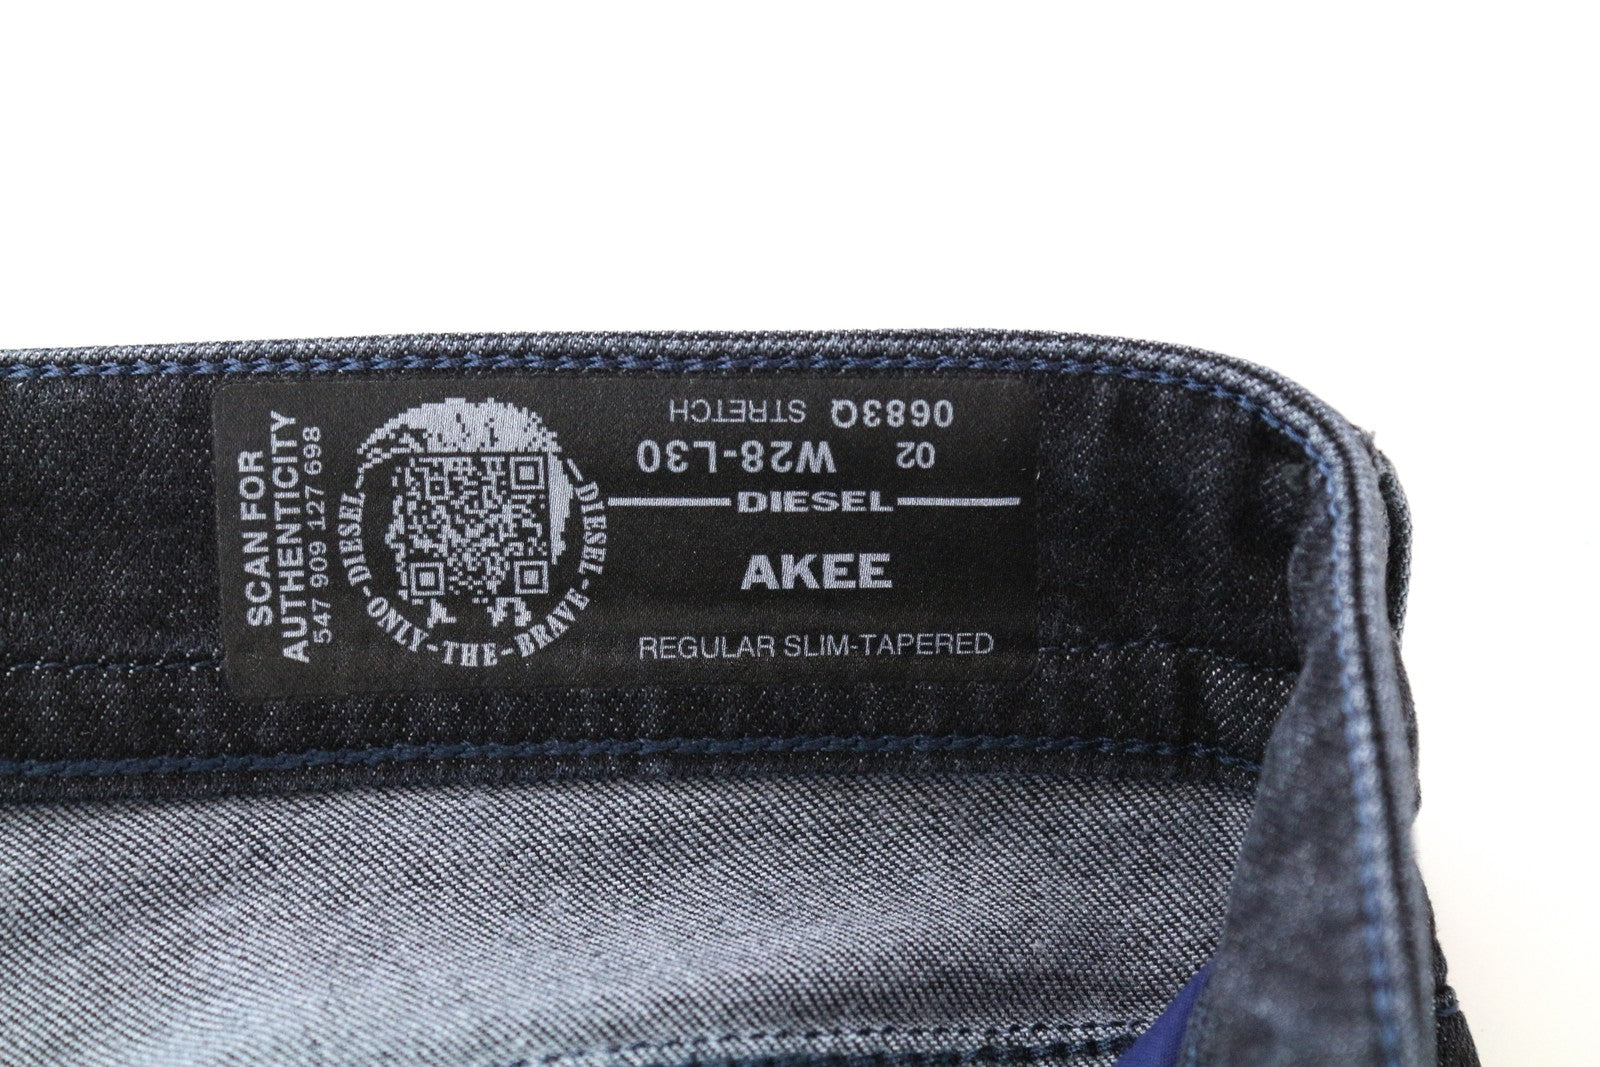 SCAN FOR
AUTHENTICITY
547 909 127 698
DIESEL-ONLY-THE-BRAVE-DIESEL
0683Q STRETCH
02 W28-L30
DIESEL
AKEE
REGULAR SLIM-TAPERED